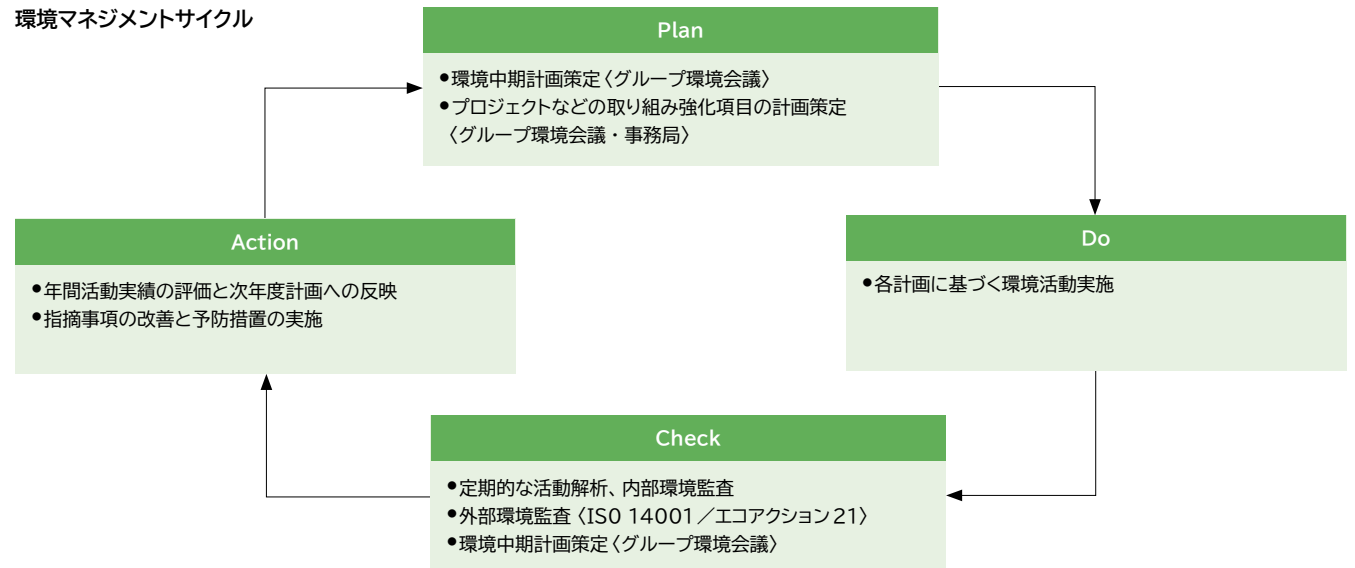 環境マネジメントサイクル
Plan
●環境中期計画策定〈グループ環境会議〉
●プロジェクトなどの取り組み強化項目の計画策定
〈グループ環境会議・事務局〉
Do
●各計画に基づく環境活動実施
Check
●定期的な活動解析、内部環境監査
●外部環境監査〈ISO 14001／エコアクション21〉
●環境中期計画策定〈グループ環境会議〉
Action
●年間活動実績の評価と次年度計画への反映
●指摘事項の改善と予防措置の実施